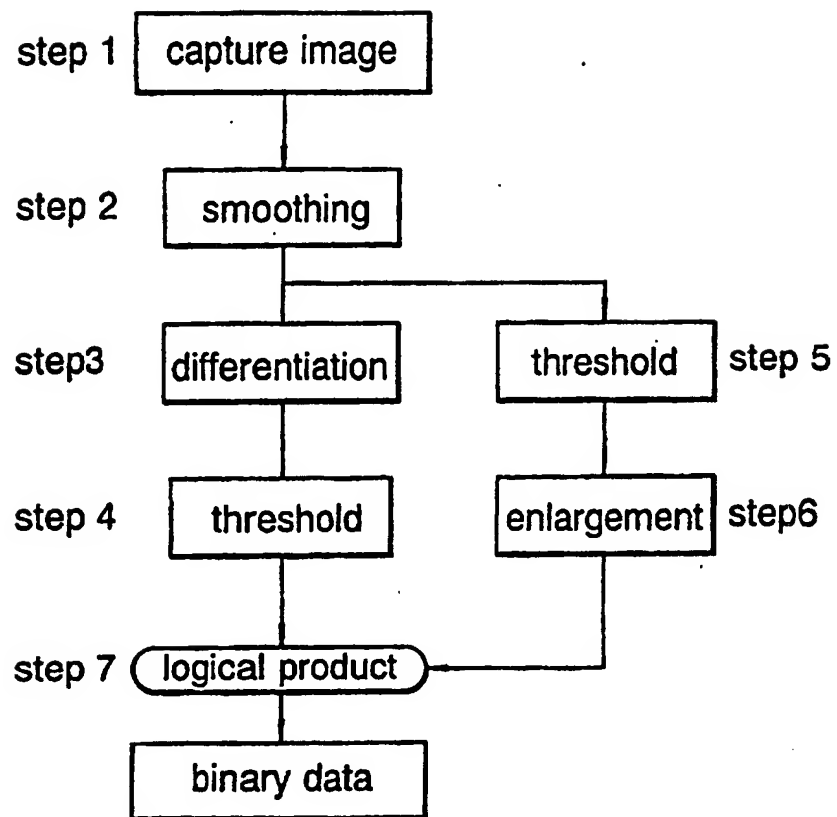 step 1 capture image
step 2 smoothing
step3 differentiation threshold step 5
step 4 threshold enlargement step6
step 7 logical product
binary data